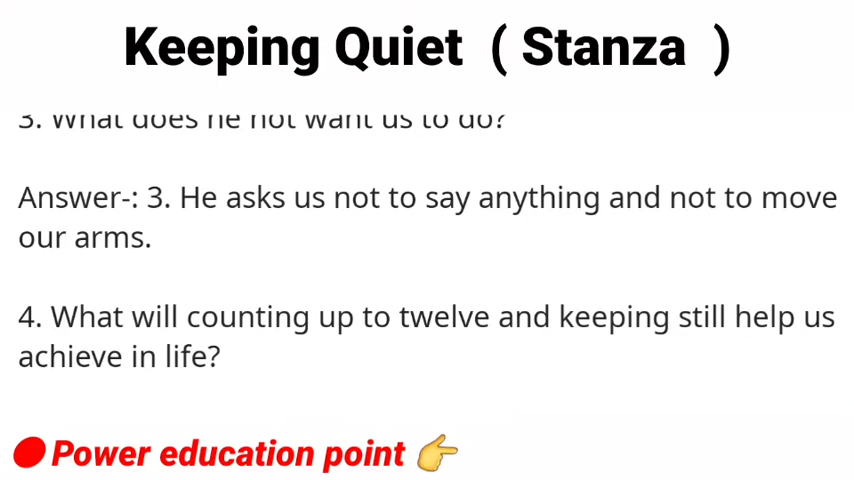 Keeping Quiet ( Stanza )
3. What does he not want us to do?
Answer-: 3. He asks us not to say anything and not to move
our arms.
4. What will counting up to twelve and keeping still help us
achieve in life?
Power education point